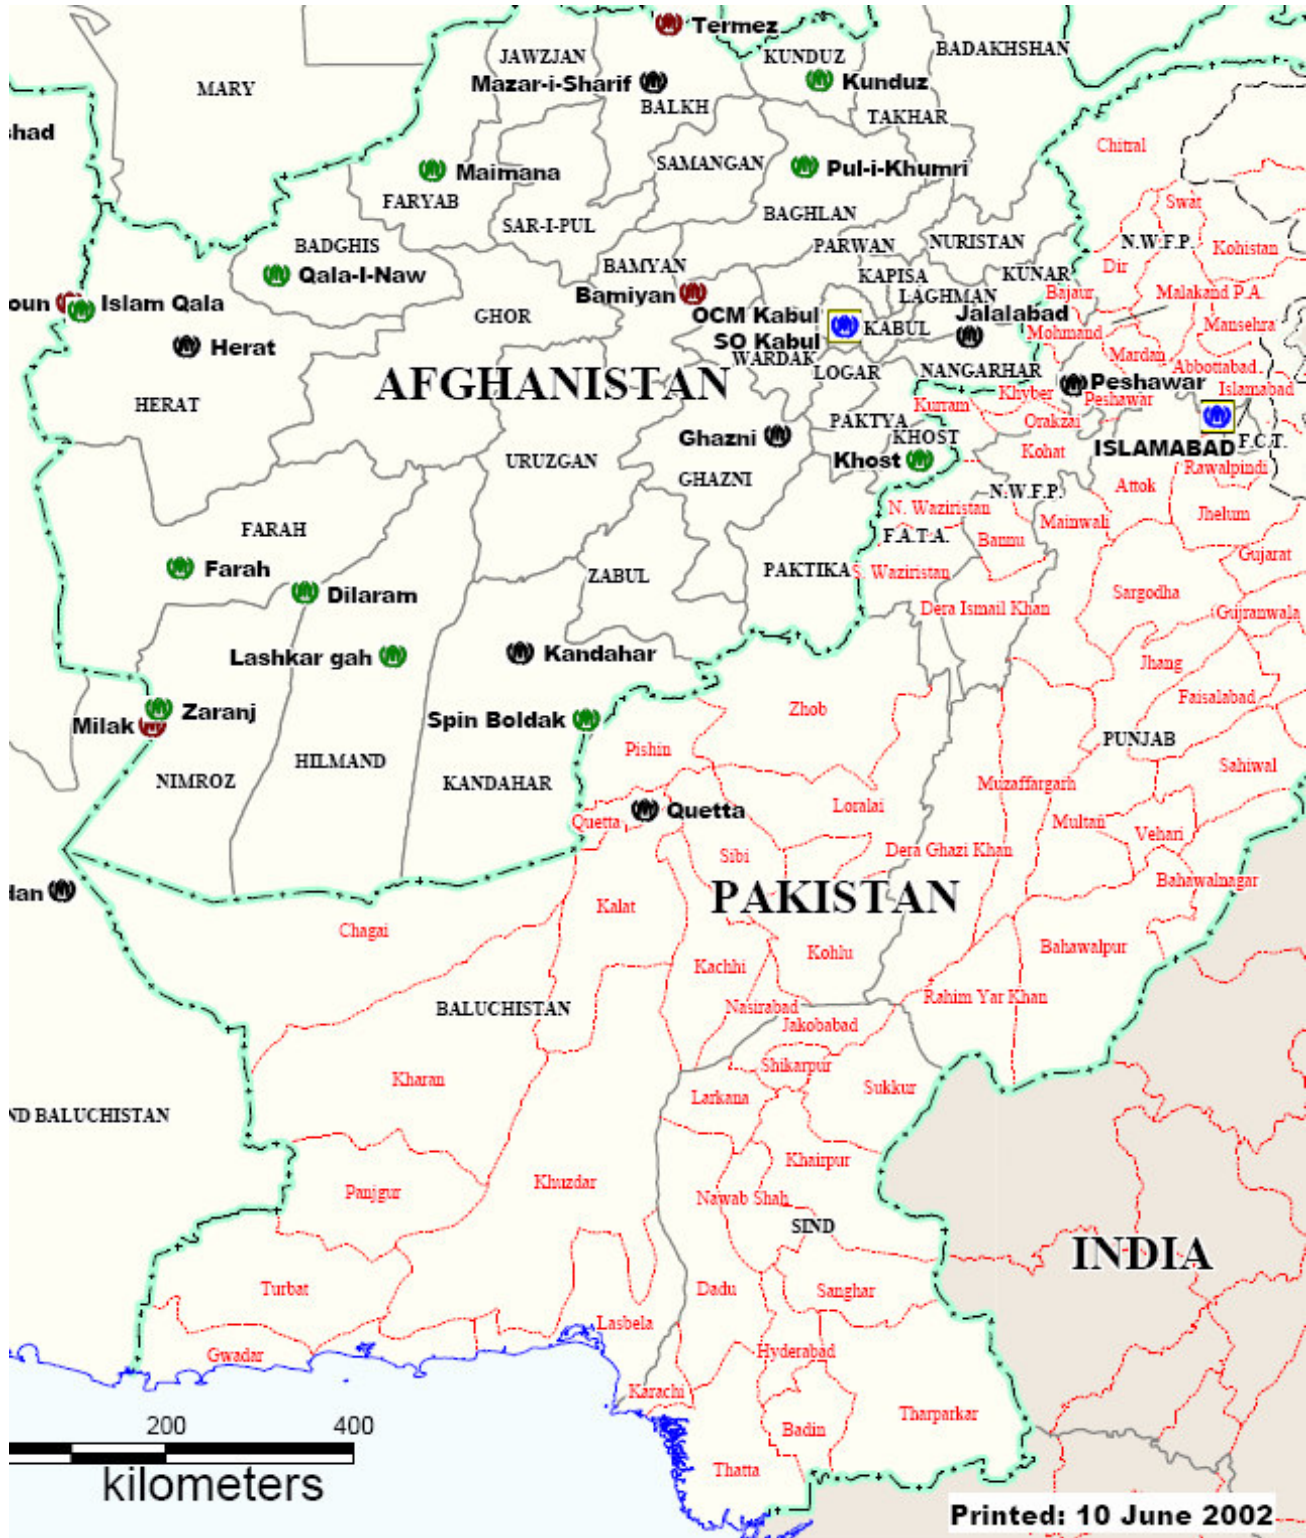 Termez
JAWZJAN
KUNDUZ
BADAKHSHAN
Mazar-i-Sharif
Kunduz
MARY
BALKH
TAKHAR
shad
Chitral
SAMANGAN
Maimana
Pul-i-Khumri
FARYAB
Swat
SAR-I-PUL
BAGHLAN
BADGHIS
PARWAN
NURISTAN
N.W.F.P.
Kohistan
Qala-I-Naw
BAMYAN
KAPISA
KUNAR
Dir
Bamiyan
LAGHMAN
Bajaur
Malakand P.A.
oun
Islam Qala
GHOR
OCM Kabul
Jalalabad
SO Kabul
KABUL
Mohmand
Mansehra
Herat
WARDAK
Mardan
Abbottabad
LOGAR
NANGARHAR
AFGHANISTAN
Peshawar
Khyber
Peshawar
Islamabad
HERAT
Kurram
PAKTYA
Orakzai
Ghazni
KHOST
ISLAMABAD
F.C.T.
Khost
Kohat
URUZGAN
Rawalpindi
GHAZNI
N.W.F.P.
Attok
N. Waziristan
Mainwali
Jhelum
FARAH
F.A.T.A.
Bannu
Gujarat
Farah
ZABUL
PAKTIKA
S. Waziristan
Dilaram
Dera Ismail Khan
Sargodha
Gujranwala
Lashkar gah
Kandahar
Jhang
Faisalabad
Zaranj
Zhob
Milak
Spin Boldak
PUNJAB
Pishin
HILMAND
Sahiwal
NIMROZ
KANDAHAR
Muzaffargarh
Quetta
Loralai
Quetta
Multan
Vehari
Sibi
Dera Ghazi Khan
dan
PAKISTAN
Bahawalnagar
Kalat
Chagai
Kohlu
Bahawalpur
Kachhi
BALUCHISTAN
Nasirabad
Rahim Yar Khan
Jakobabad
Shikarpur
Kharan
Sukkur
Larkana
ND BALUCHISTAN
Khairpur
Panjgur
Khuzdar
Nawab Shah
SIND
INDIA
Turbat
Dadu
Sanghar
Lasbela
Gwadar
Hyderabad
Karachi
Tharparkar
200
400
Badin
kilometers
Thatta
Printed: 10 June 2002